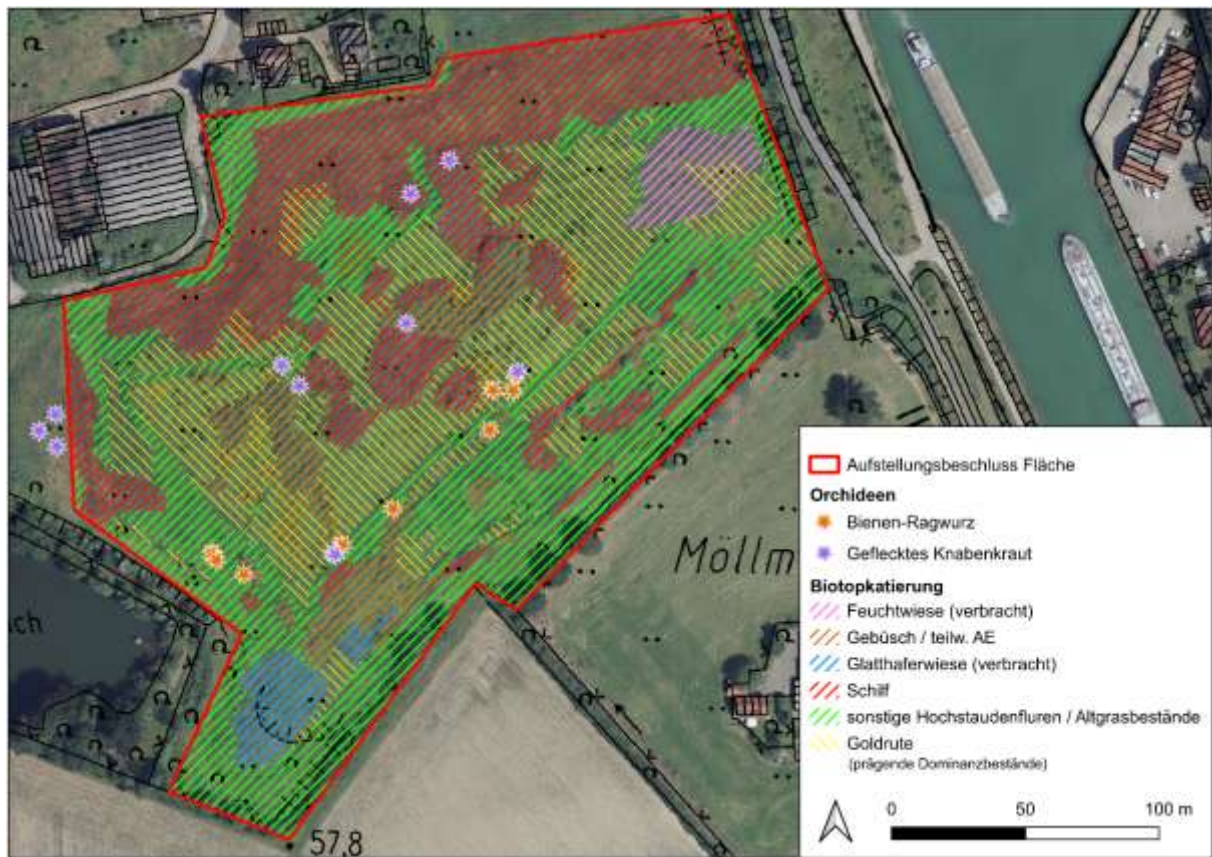 Möllm
ch
57,8
Aufstellungsbeschluss Fläche
Orchideen
Bienen-Ragwurz
Geflecktes Knabenkraut
Biotopkatierung
Feuchtwiese (verbracht)
Gebüsch / teilw. AE
Glatthaferwiese (verbracht)
Schilf
sonstige Hochstaudenfluren / Altgrasbestände
Goldrute
(prägende Dominanzbestände)
0 50 100 m